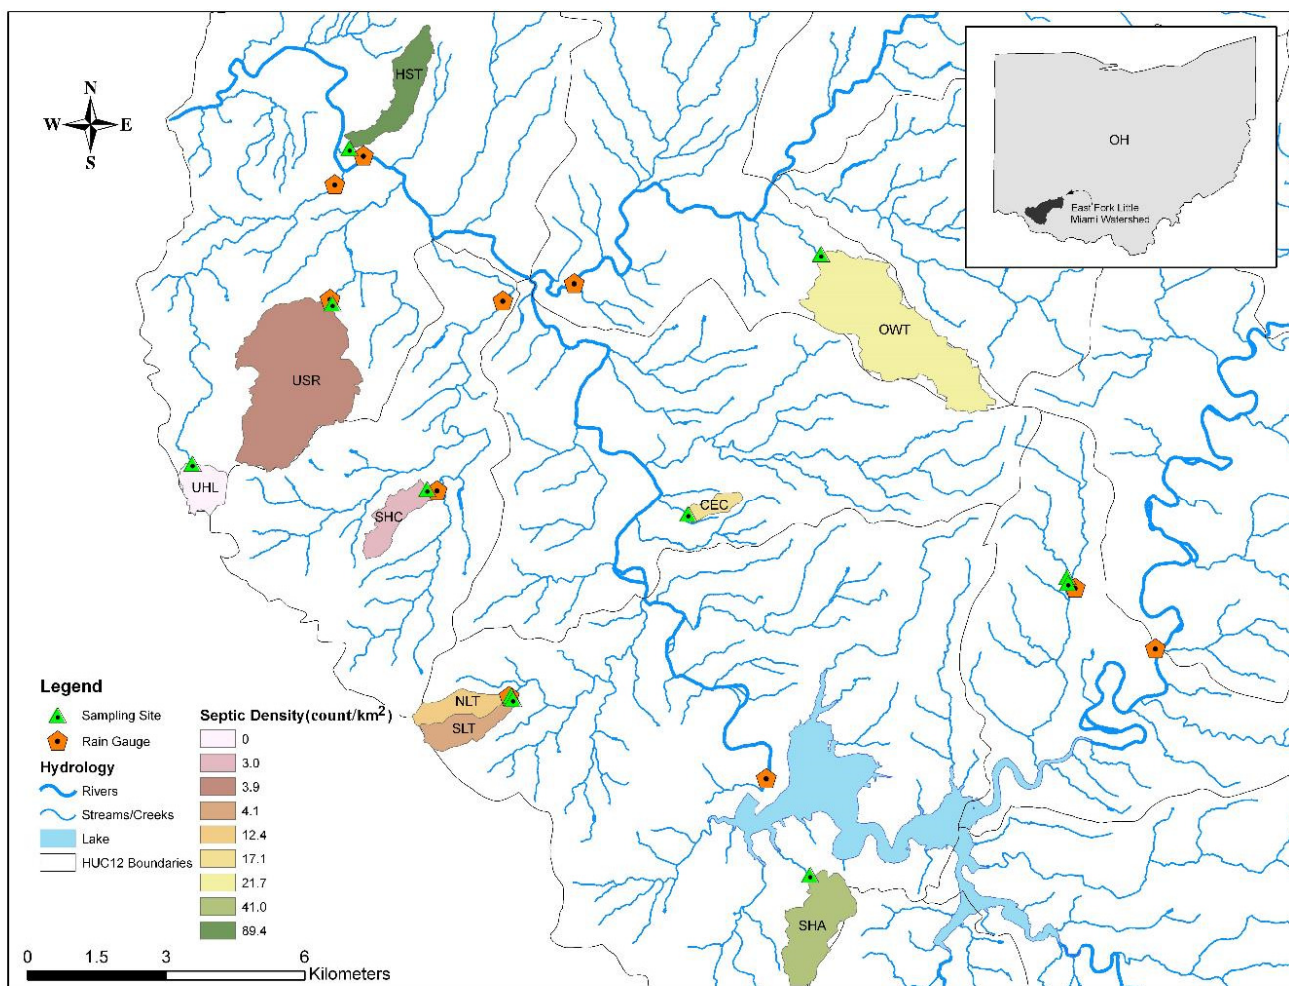 HST
N
W E
S
OH
East Fork Little
Miami Watershed
OWT
USR
UHL
SHC
CEC
NLT
SLT
SHA
Legend
Sampling Site
Rain Gauge
Hydrology
Rivers
Streams/Creeks
Lake
HUC12 Boundaries
Septic Density(count/km²)
0
3.0
3.9
4.1
12.4
17.1
21.7
41.0
89.4
0 1.5 3 6
Kilometers